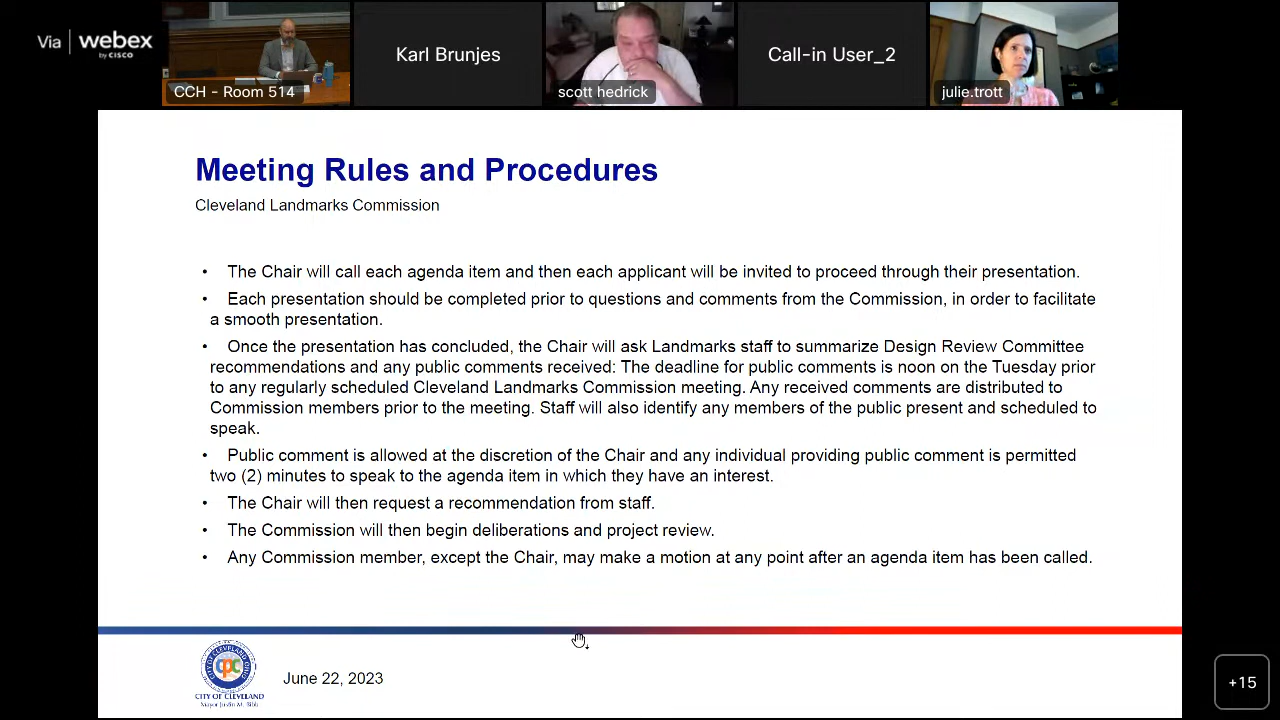 Via webex
by CISCO
CCH - Room 514
Karl Brunjes
scott hedrick
Call-in User_2
julie.trott
Meeting Rules and Procedures
Cleveland Landmarks Commission
• The Chair will call each agenda item and then each applicant will be invited to proceed through their presentation.
• Each presentation should be completed prior to questions and comments from the Commission, in order to facilitate
a smooth presentation.
• Once the presentation has concluded, the Chair will ask Landmarks staff to summarize Design Review Committee
recommendations and any public comments received: The deadline for public comments is noon on the Tuesday prior
to any regularly scheduled Cleveland Landmarks Commission meeting. Any received comments are distributed to
Commission members prior to the meeting. Staff will also identify any members of the public present and scheduled to
speak.
• Public comment is allowed at the discretion of the Chair and any individual providing public comment is permitted
two (2) minutes to speak to the agenda item in which they have an interest.
• The Chair will then request a recommendation from staff.
• The Commission will then begin deliberations and project review.
• Any Commission member, except the Chair, may make a motion at any point after an agenda item has been called.
cpc
CITY OF CLEVELAND
Mayor Justin M. Bibb
June 22, 2023
+15